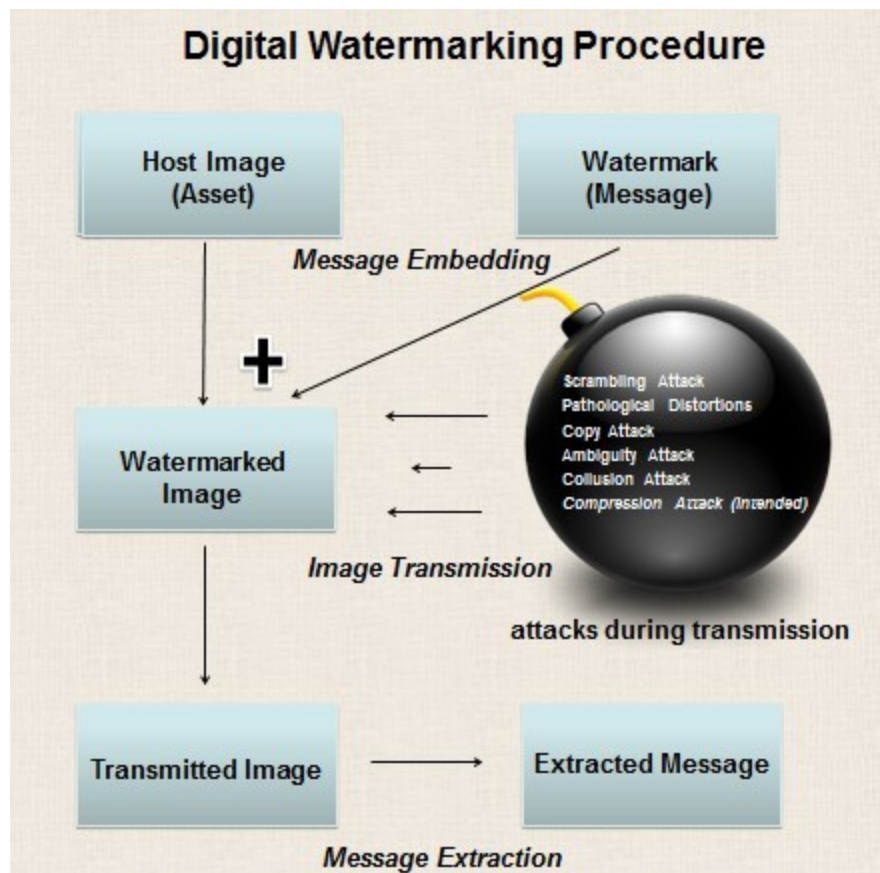 Digital Watermarking Procedure
Host Image
(Asset)
Watermark
(Message)
Message Embedding
+
Scrambling Attack
Pathological Distortions
Copy Attack
Ambiguity Attack
Collusion Attack
Compression Attack (Intended)
Watermarked
Image
Image Transmission
attacks during transmission
Transmitted Image
Extracted Message
Message Extraction